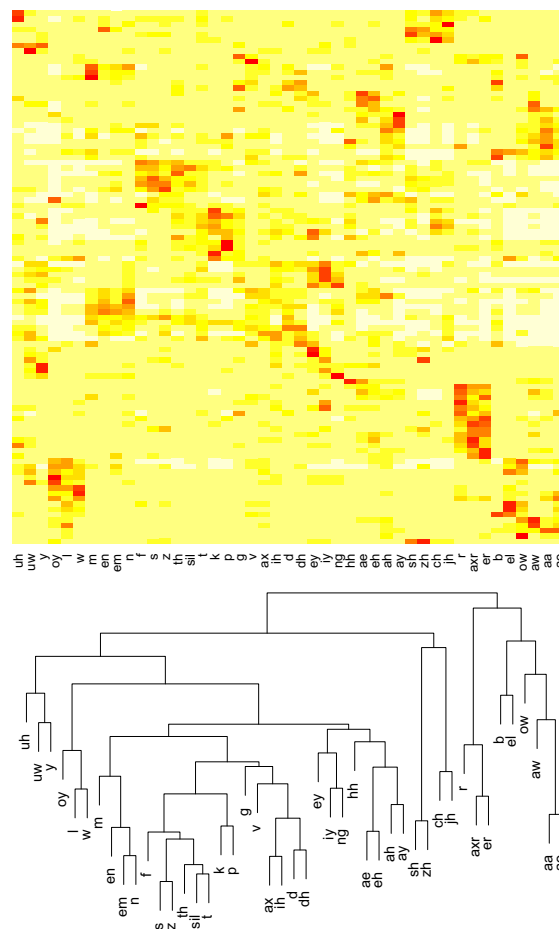 uh
uw
y
oy
l
w
m
en
em
n
f
s
z
th
sil
t
k
p
g
v
ax
ih
d
dh
ey
iy
ng
hh
ae
eh
ah
ay
sh
zh
ch
jh
r
axr
er
b
el
ow
aw
aa
uh
uw
y
oy
l
w
m
en
em
n
f
s
z
th
sil
t
k
p
g
v
ax
ih
d
dh
ey
iy
ng
hh
ae
eh
ah
ay
sh
zh
ch
jh
r
axr
er
b
el
ow
aw
aa